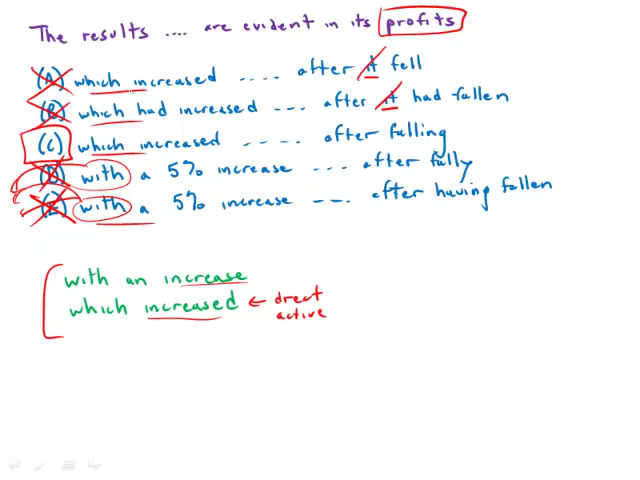 The results .... are evident in its profits
(A) which increased .... after it fell
(B) which had increased ... after it had fallen
(C) which increased ..... after falling
(D) with a 5% increase ... after fally
(E) with a 5% increase --- after having fallen
with an increase
which increased ← drect
active